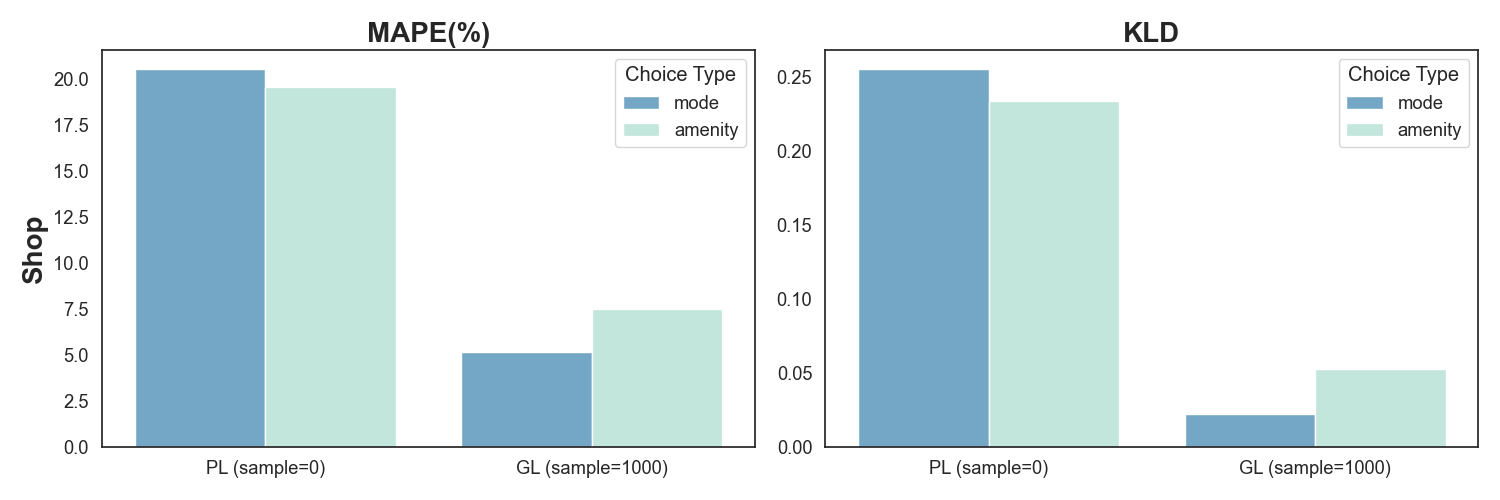 MAPE(%)
Shop
20.0
17.5
15.0
12.5
10.0
7.5
5.0
2.5
0.0
Choice Type
mode
amenity
PL (sample=0)
GL (sample=1000)
KLD
0.25
0.20
0.15
0.10
0.05
0.00
Choice Type
mode
amenity
PL (sample=0)
GL (sample=1000)